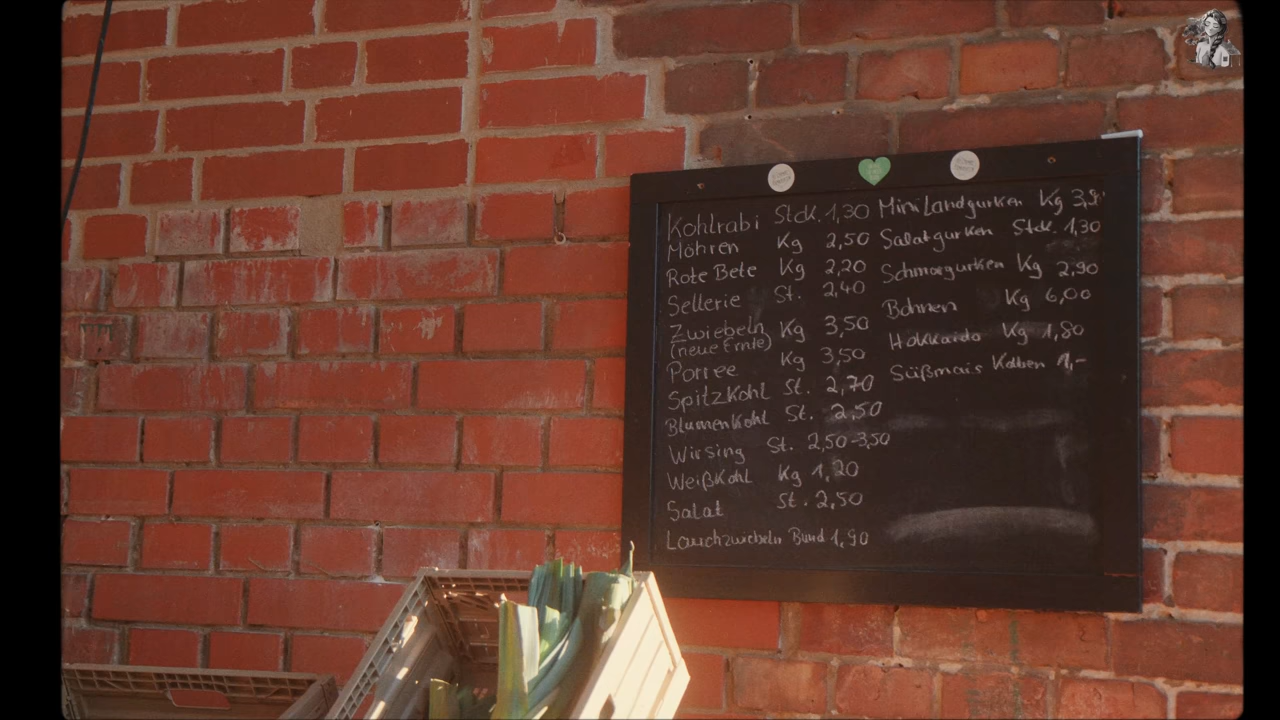 Kohlrabi Stck. 1,30
Möhren Kg 2,50
Rote Bete Kg 2,20
Sellerie St. 2,40
Zwiebeln Kg 3,50
(neue Ernte)
Porree Kg 3,50
Spitzkohl St. 2,70
Blumenkohl St. 2,50
Wirsing St. 2,50-3,50
Weißkohl Kg 1,20
Salat St. 2,50
Lauchzwiebeln Bund 1,90
Mini Landgurken Kg
Salatgurken Stck. 1,30
Schmorgurken Kg 2,90
Bohnen Kg 6,00
Hokkaido Kg 1,80
Süßmais Kolben 1,-